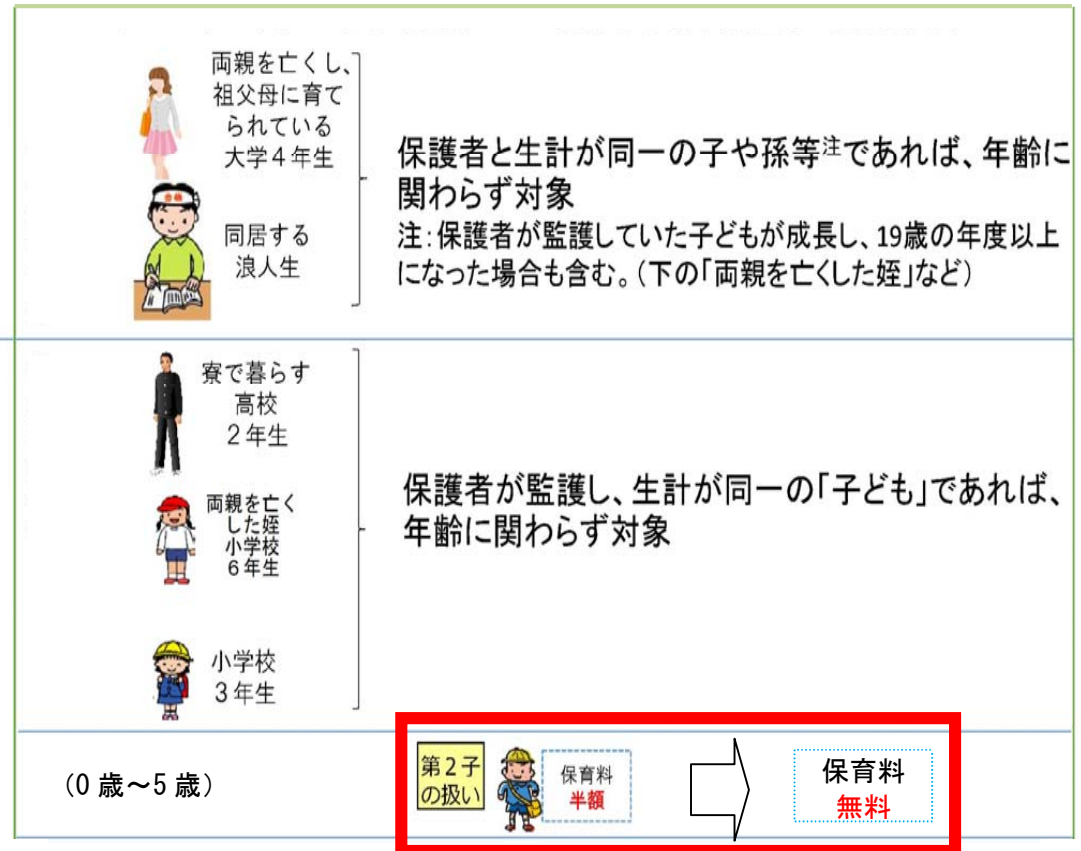 両親を亡くし、
祖父母に育て
られている
大学４年生
保護者と生計が同一の子や孫等注であれば、年齢に
関わらず対象
注：保護者が監護していた子どもが成長し、19歳の年度以上
になった場合も含む。（下の「両親を亡くした姪」など）
同居する
浪人生
寮で暮らす
高校
２年生
両親を亡く
した姪
小学校
６年生
保護者が監護し、生計が同一の「子ども」であれば、
年齢に関わらず対象
小学校
３年生
（0 歳～5 歳）
第２子
の扱い
保育料
半額
保育料
無料